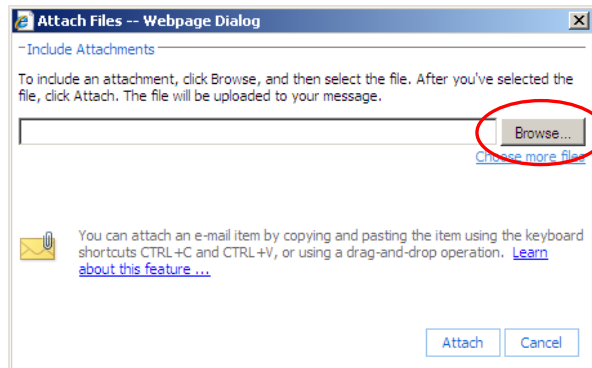 Attach Files -- Webpage Dialog
Include Attachments
To include an attachment, click Browse, and then select the file. After you've selected the
file, click Attach. The file will be uploaded to your message.
Browse...
Choose more files
You can attach an e-mail item by copying and pasting the item using the keyboard
shortcuts CTRL+C and CTRL+V, or using a drag-and-drop operation. Learn
about this feature ...
Attach Cancel